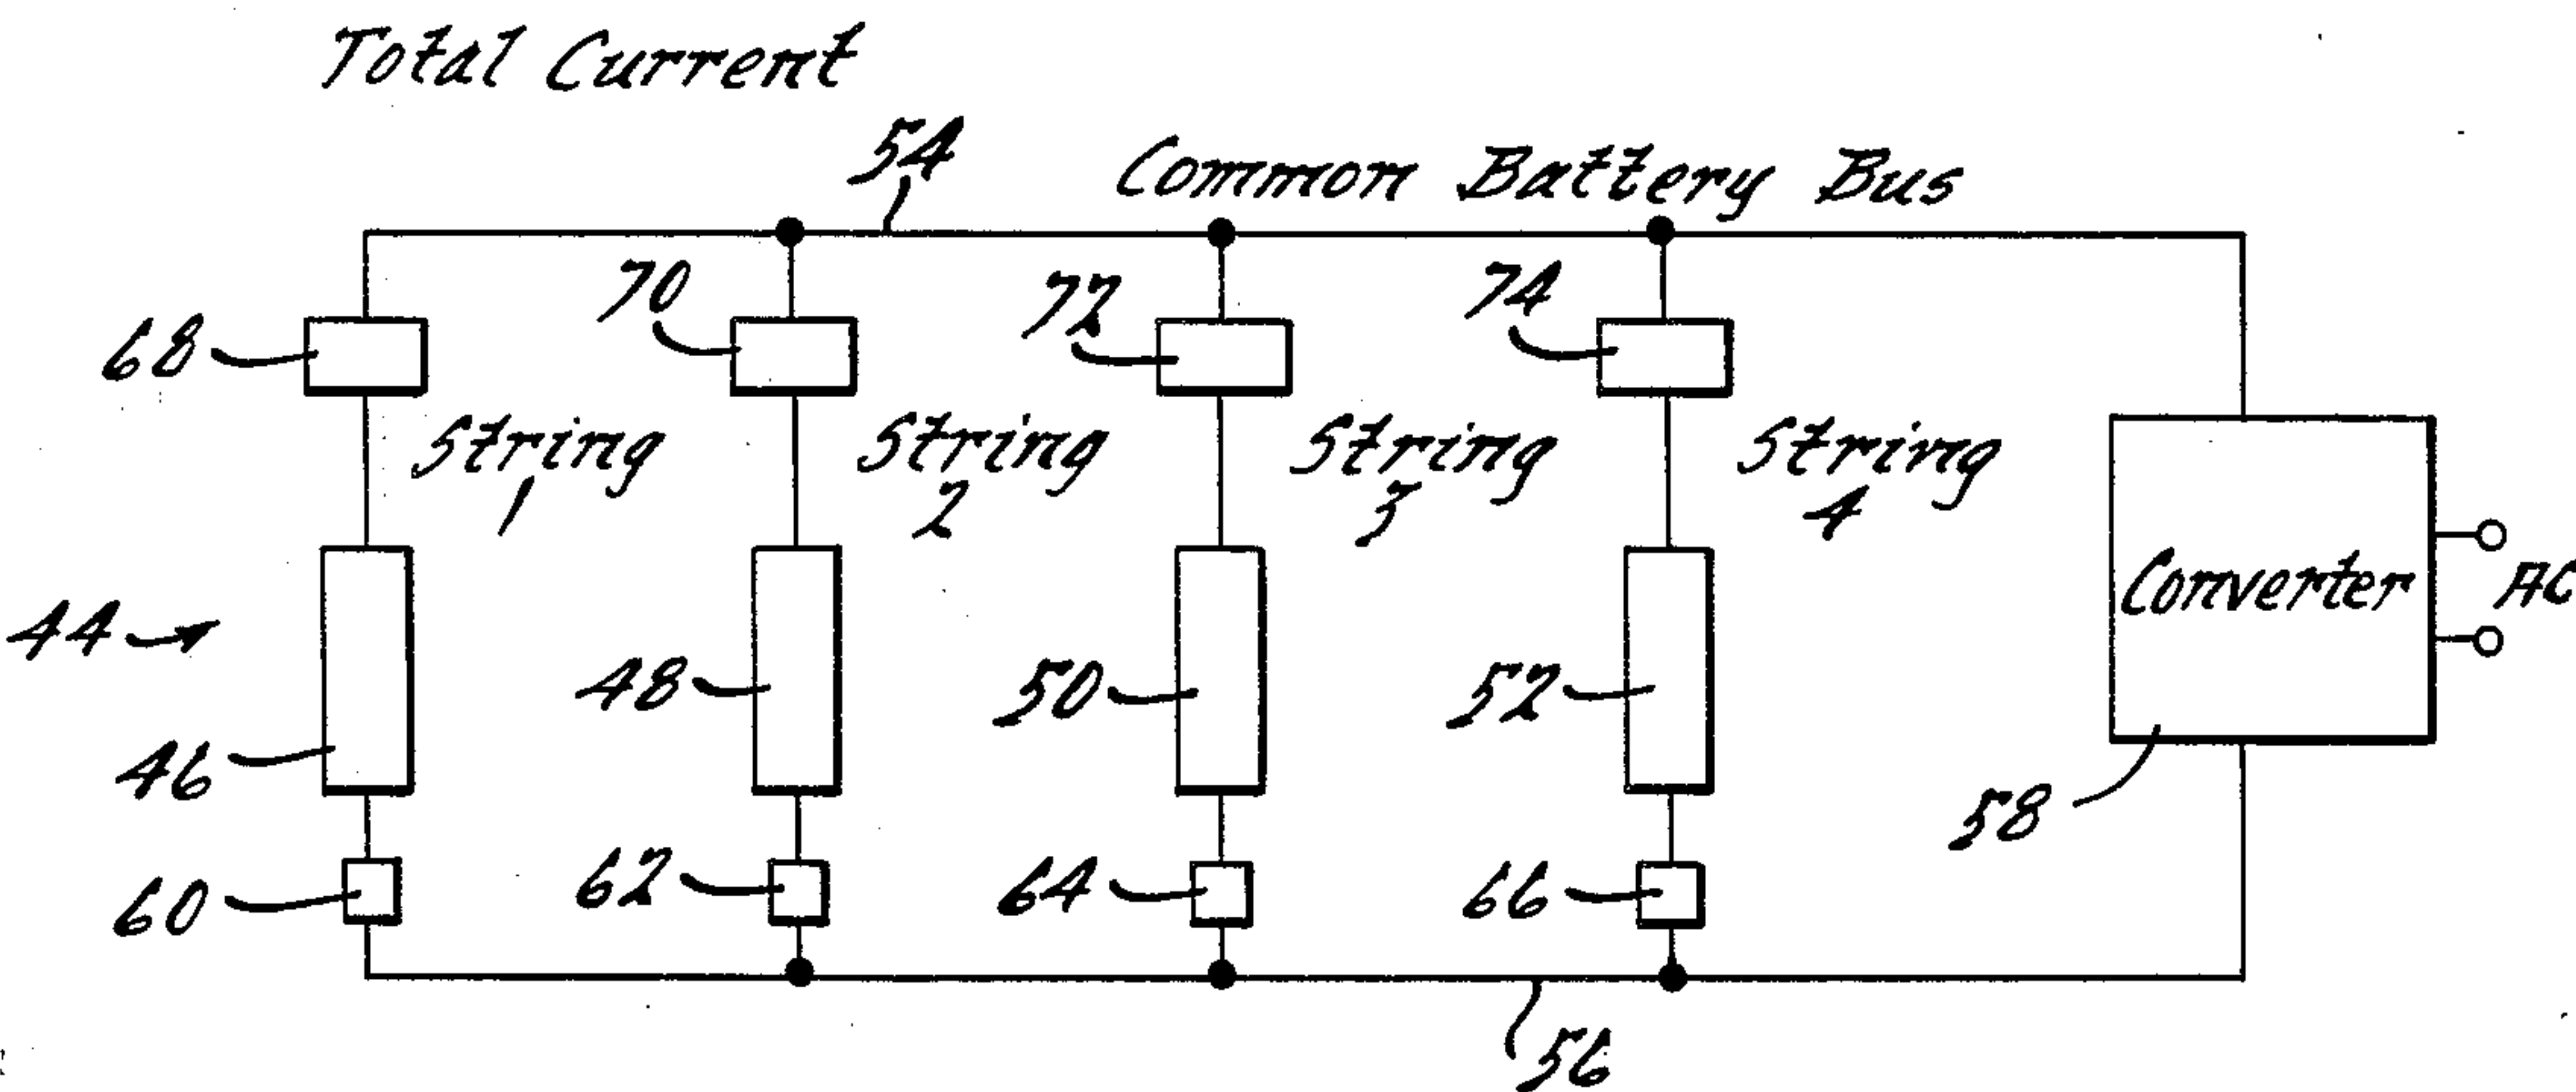 Total Current
54
Common Battery Bus
68
70
72
74
String
1
String
2
String
3
String
4
44
46
48
50
52
Converter
AC
58
60
62
64
66
56